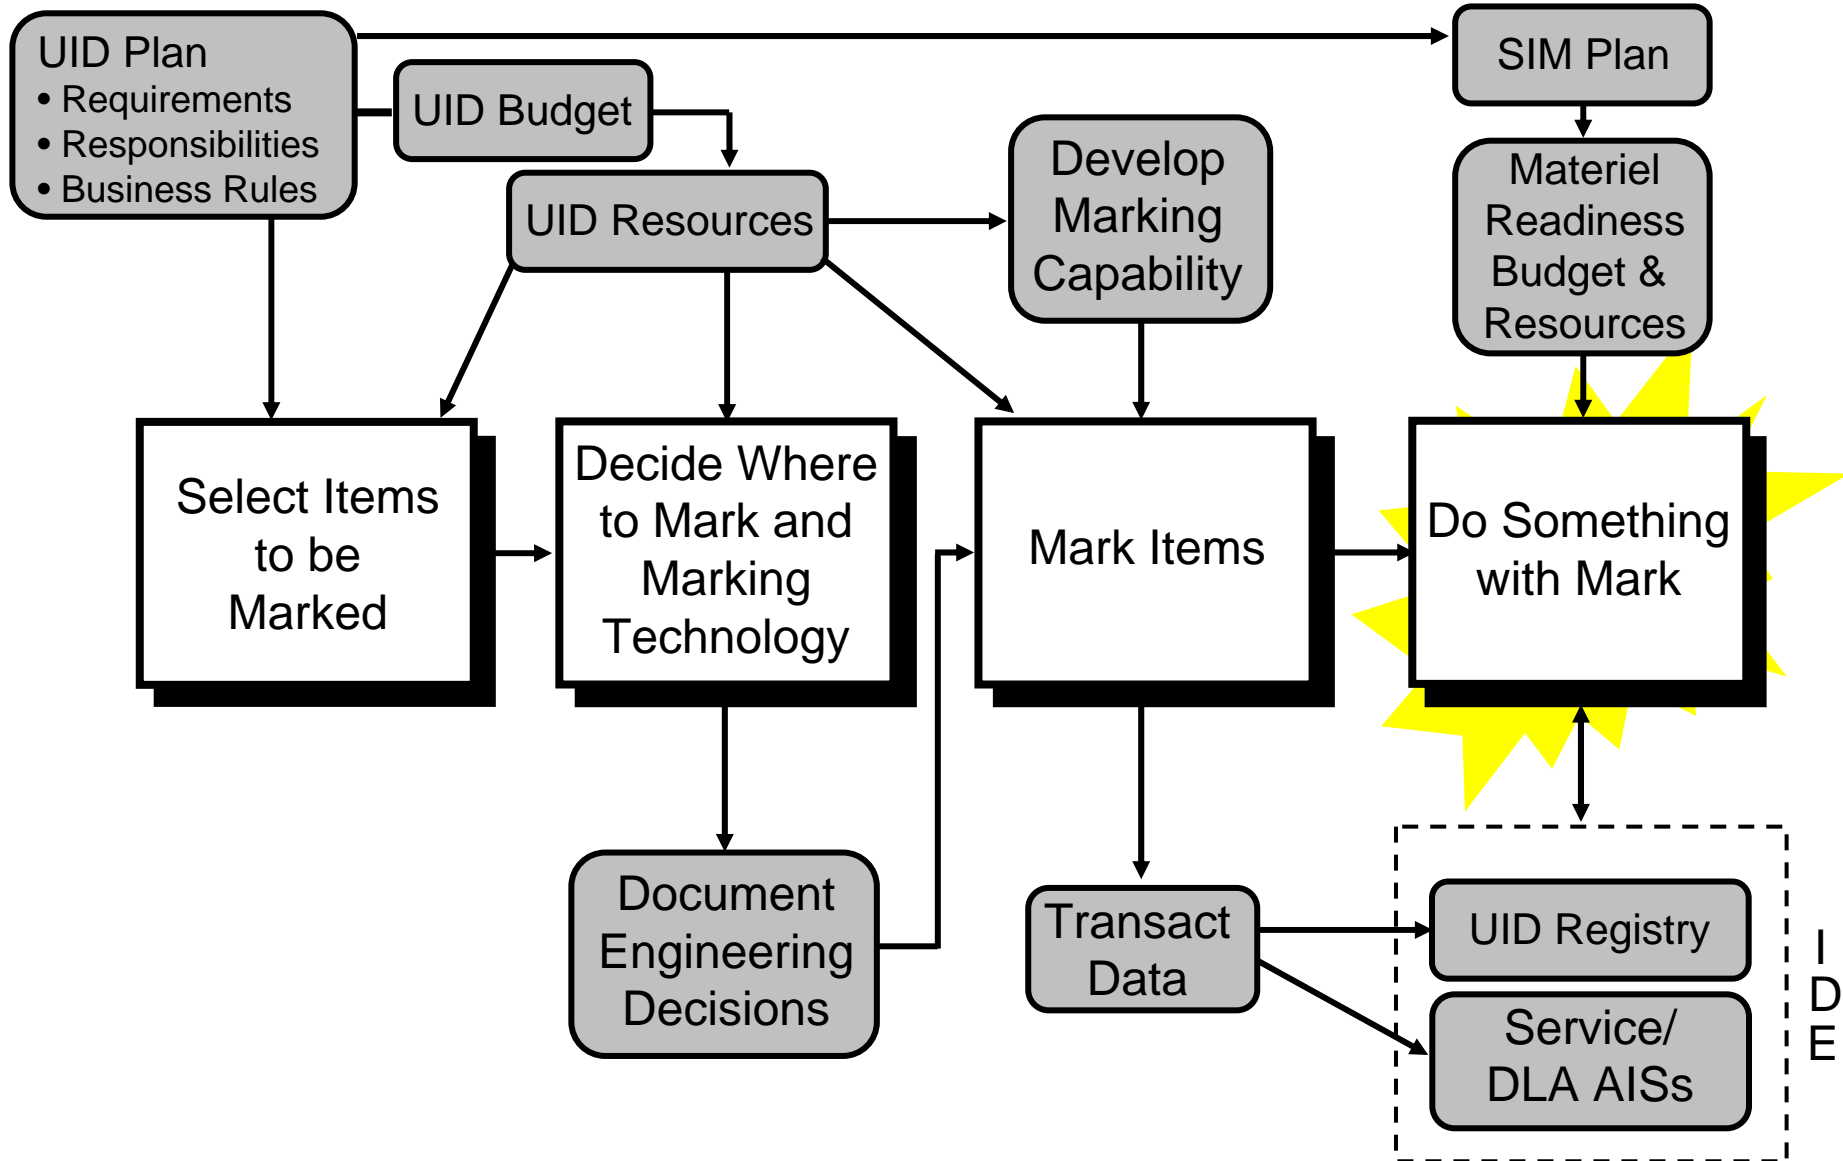 UID Plan
• Requirements
• Responsibilities
• Business Rules
UID Budget
SIM Plan
UID Resources
Develop
Marking
Capability
Materiel
Readiness
Budget &
Resources
Select Items
to be
Marked
Decide Where
to Mark and
Marking
Technology
Mark Items
Do Something
with Mark
Document
Engineering
Decisions
Transact
Data
UID Registry
Service/
DLA AISs
I
D
E